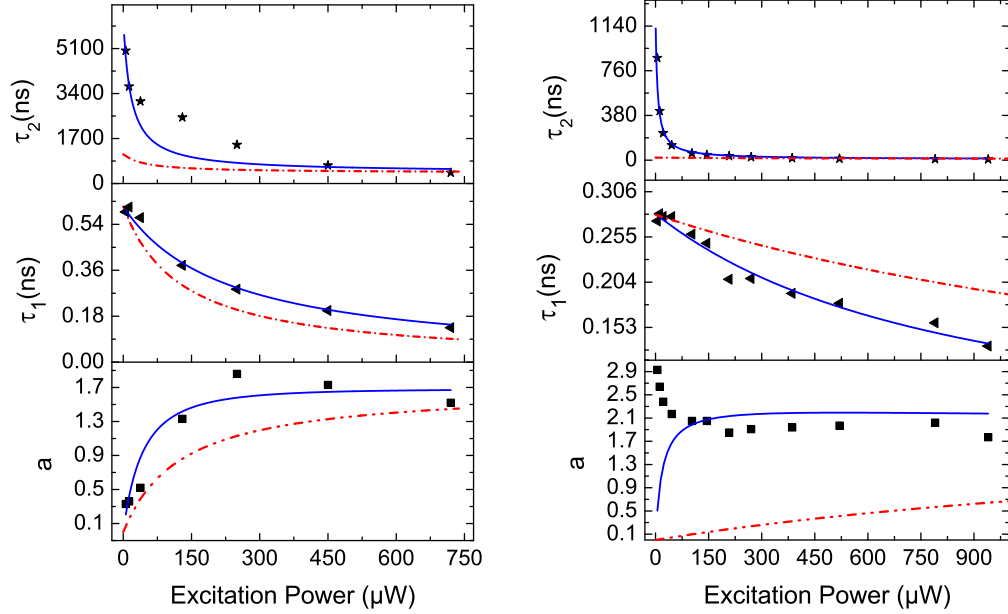 τ2(ns)
5100
3400
1700
0
τ1(ns)
0.54
0.36
0.18
0.00
a
1.7
1.3
0.9
0.5
0.1
0 150 300 450 600 750
Excitation Power (µW)
τ2(ns)
1140
760
380
0
τ1(ns)
0.306
0.255
0.204
0.153
a
2.9
2.5
2.1
1.7
1.3
0.9
0.5
0.1
0 150 300 450 600 750 900
Excitation Power (µW)